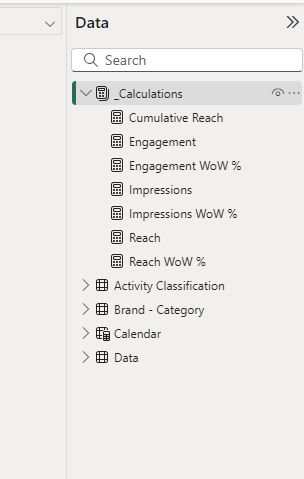 Data
Search
_Calculations
Cumulative Reach
Engagement
Engagement WoW %
Impressions
Impressions WoW %
Reach
Reach WoW %
Activity Classification
Brand - Category
Calendar
Data